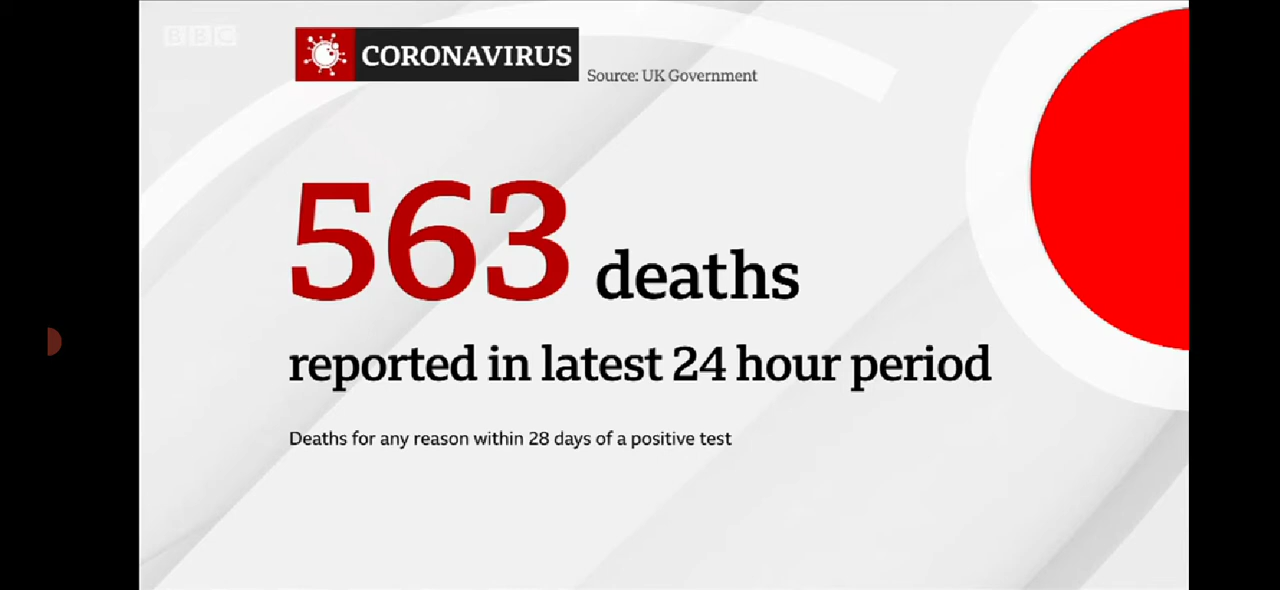 BBC
CORONAVIRUS
Source: UK Government
563 deaths
reported in latest 24 hour period
Deaths for any reason within 28 days of a positive test